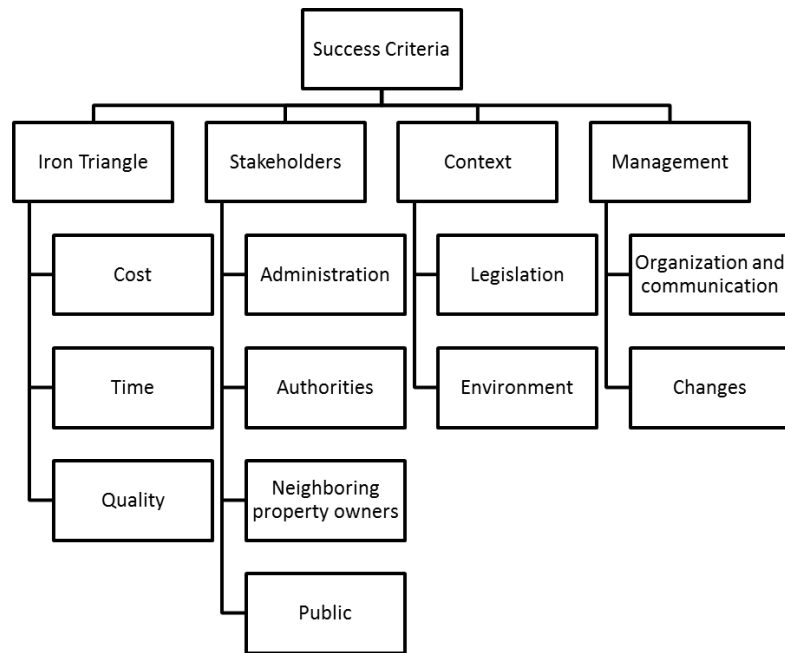 Success Criteria
Iron Triangle
Stakeholders
Context
Management
Cost
Administration
Legislation
Organization and
communication
Time
Authorities
Environment
Changes
Quality
Neighboring
property owners
Public